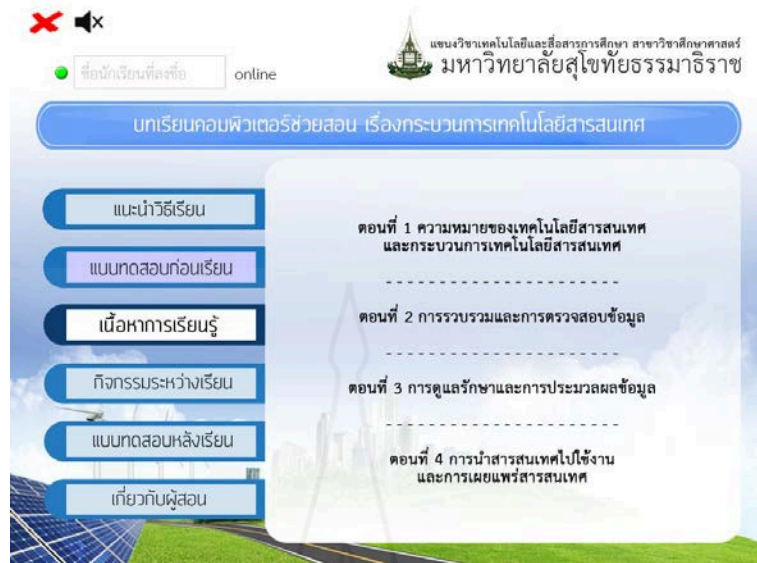 แขนงวิชาเทคโนโลยีและสื่อสารการศึกษา สาขาวิชาศึกษาศาสตร์
มหาวิทยาลัยสุโขทัยธรรมาธิราช
ชื่อนักเรียนที่ลงชื่อ online
บทเรียนคอมพิวเตอร์ช่วยสอน เรื่องกระบวนการเทคโนโลยีสารสนเทศ
แนะนำวิธีเรียน
แบบทดสอบก่อนเรียน
เนื้อหาการเรียนรู้
กิจกรรมระหว่างเรียน
แบบทดสอบหลังเรียน
เกี่ยวกับผู้สอน
ตอนที่ 1 ความหมายของเทคโนโลยีสารสนเทศ
และกระบวนการเทคโนโลยีสารสนเทศ
ตอนที่ 2 การรวบรวมและการตรวจสอบข้อมูล
ตอนที่ 3 การดูแลรักษาและการประมวลผลข้อมูล
ตอนที่ 4 การนำสารสนเทศไปใช้งาน
และการเผยแพร่สารสนเทศ